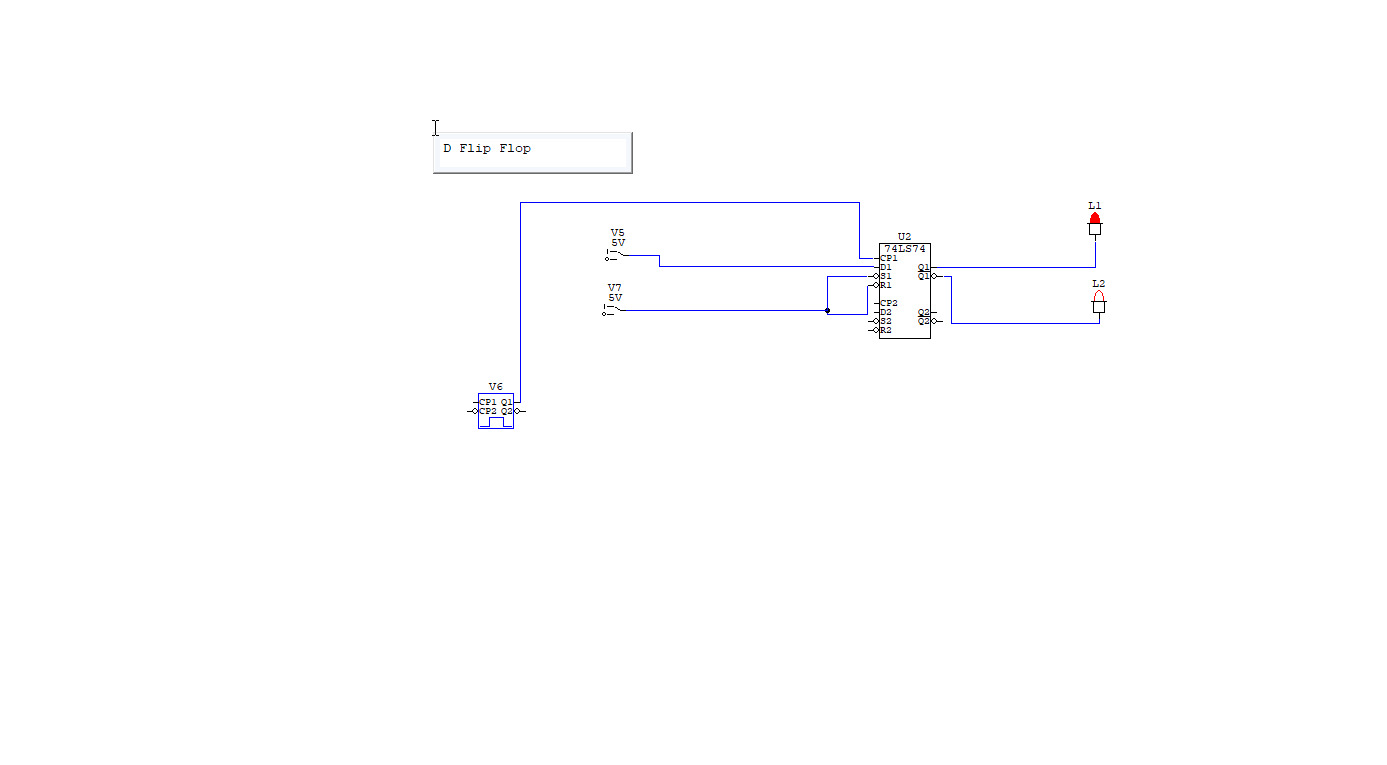 D Flip Flop
L1
V5
5V
U2
74LS74
CP1
D1 Q1
S1 Q1
R1
V7
5V
L2
CP2
D2 Q2
S2 Q2
R2
V6
CP1 Q1
CP2 Q2